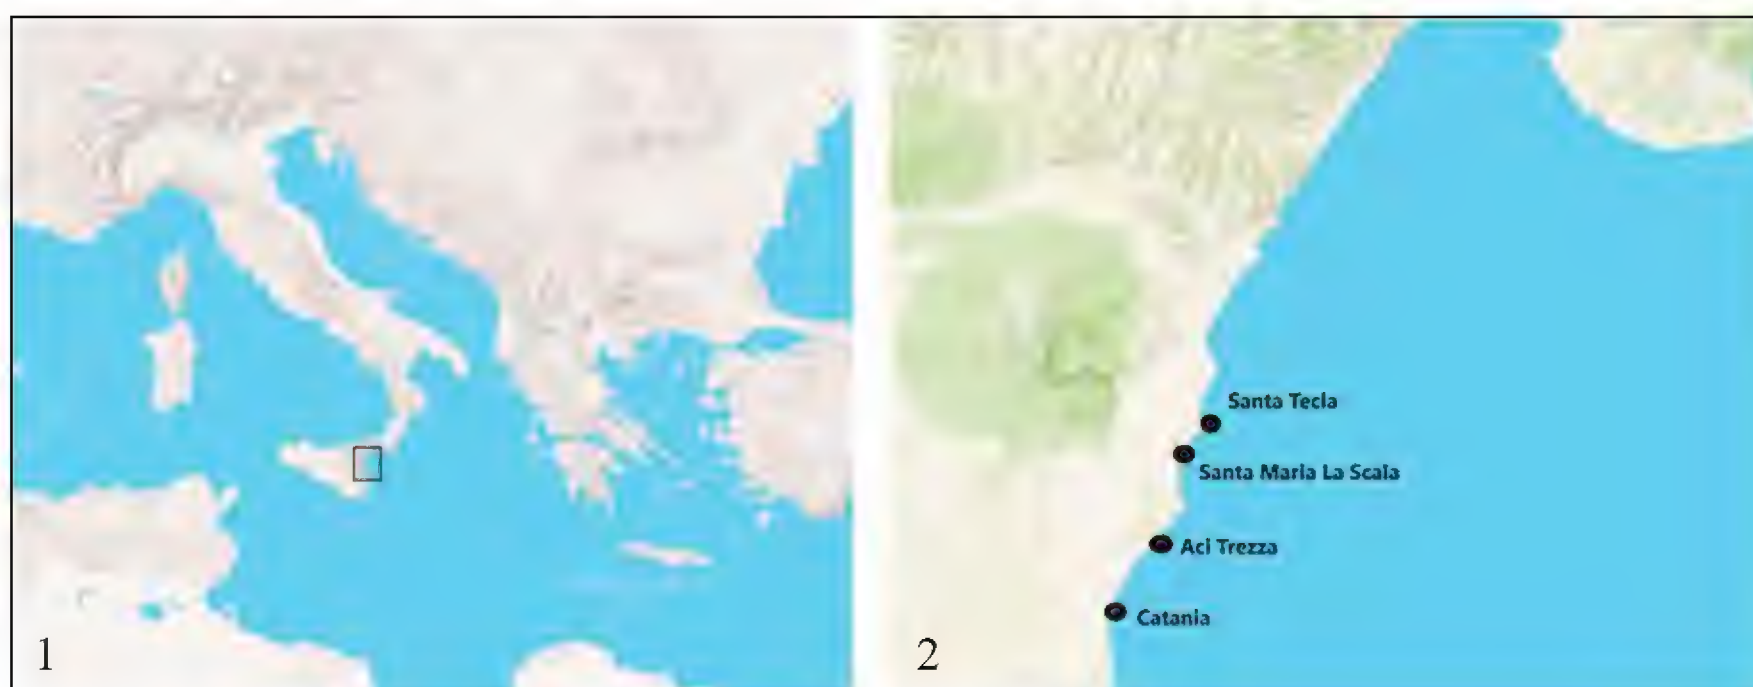 Santa Tecla
Santa Maria La Scala
Aci Trezza
Catania
1
2